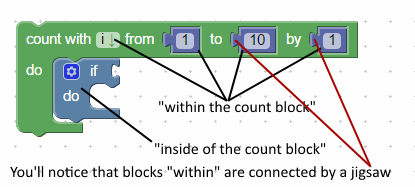 count with i from 1 to 10 by 1
do if
do
"within the count block"
"inside of the count block"
You'll notice that blocks "within" are connected by a jigsaw